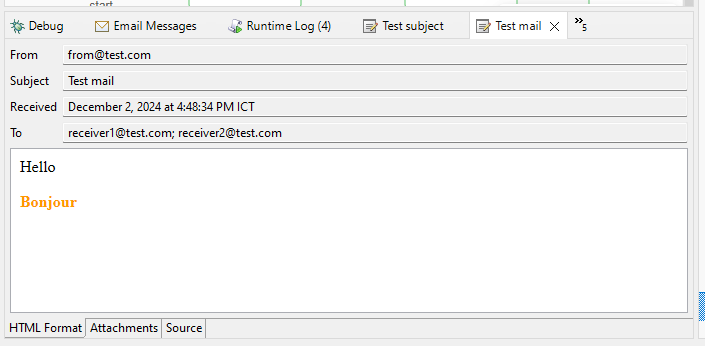 start
Debug Email Messages Runtime Log (4) Test subject Test mail »5
From from@test.com
Subject Test mail
Received December 2, 2024 at 4:48:34 PM ICT
To receiver1@test.com; receiver2@test.com
Hello
Bonjour
HTML Format Attachments Source